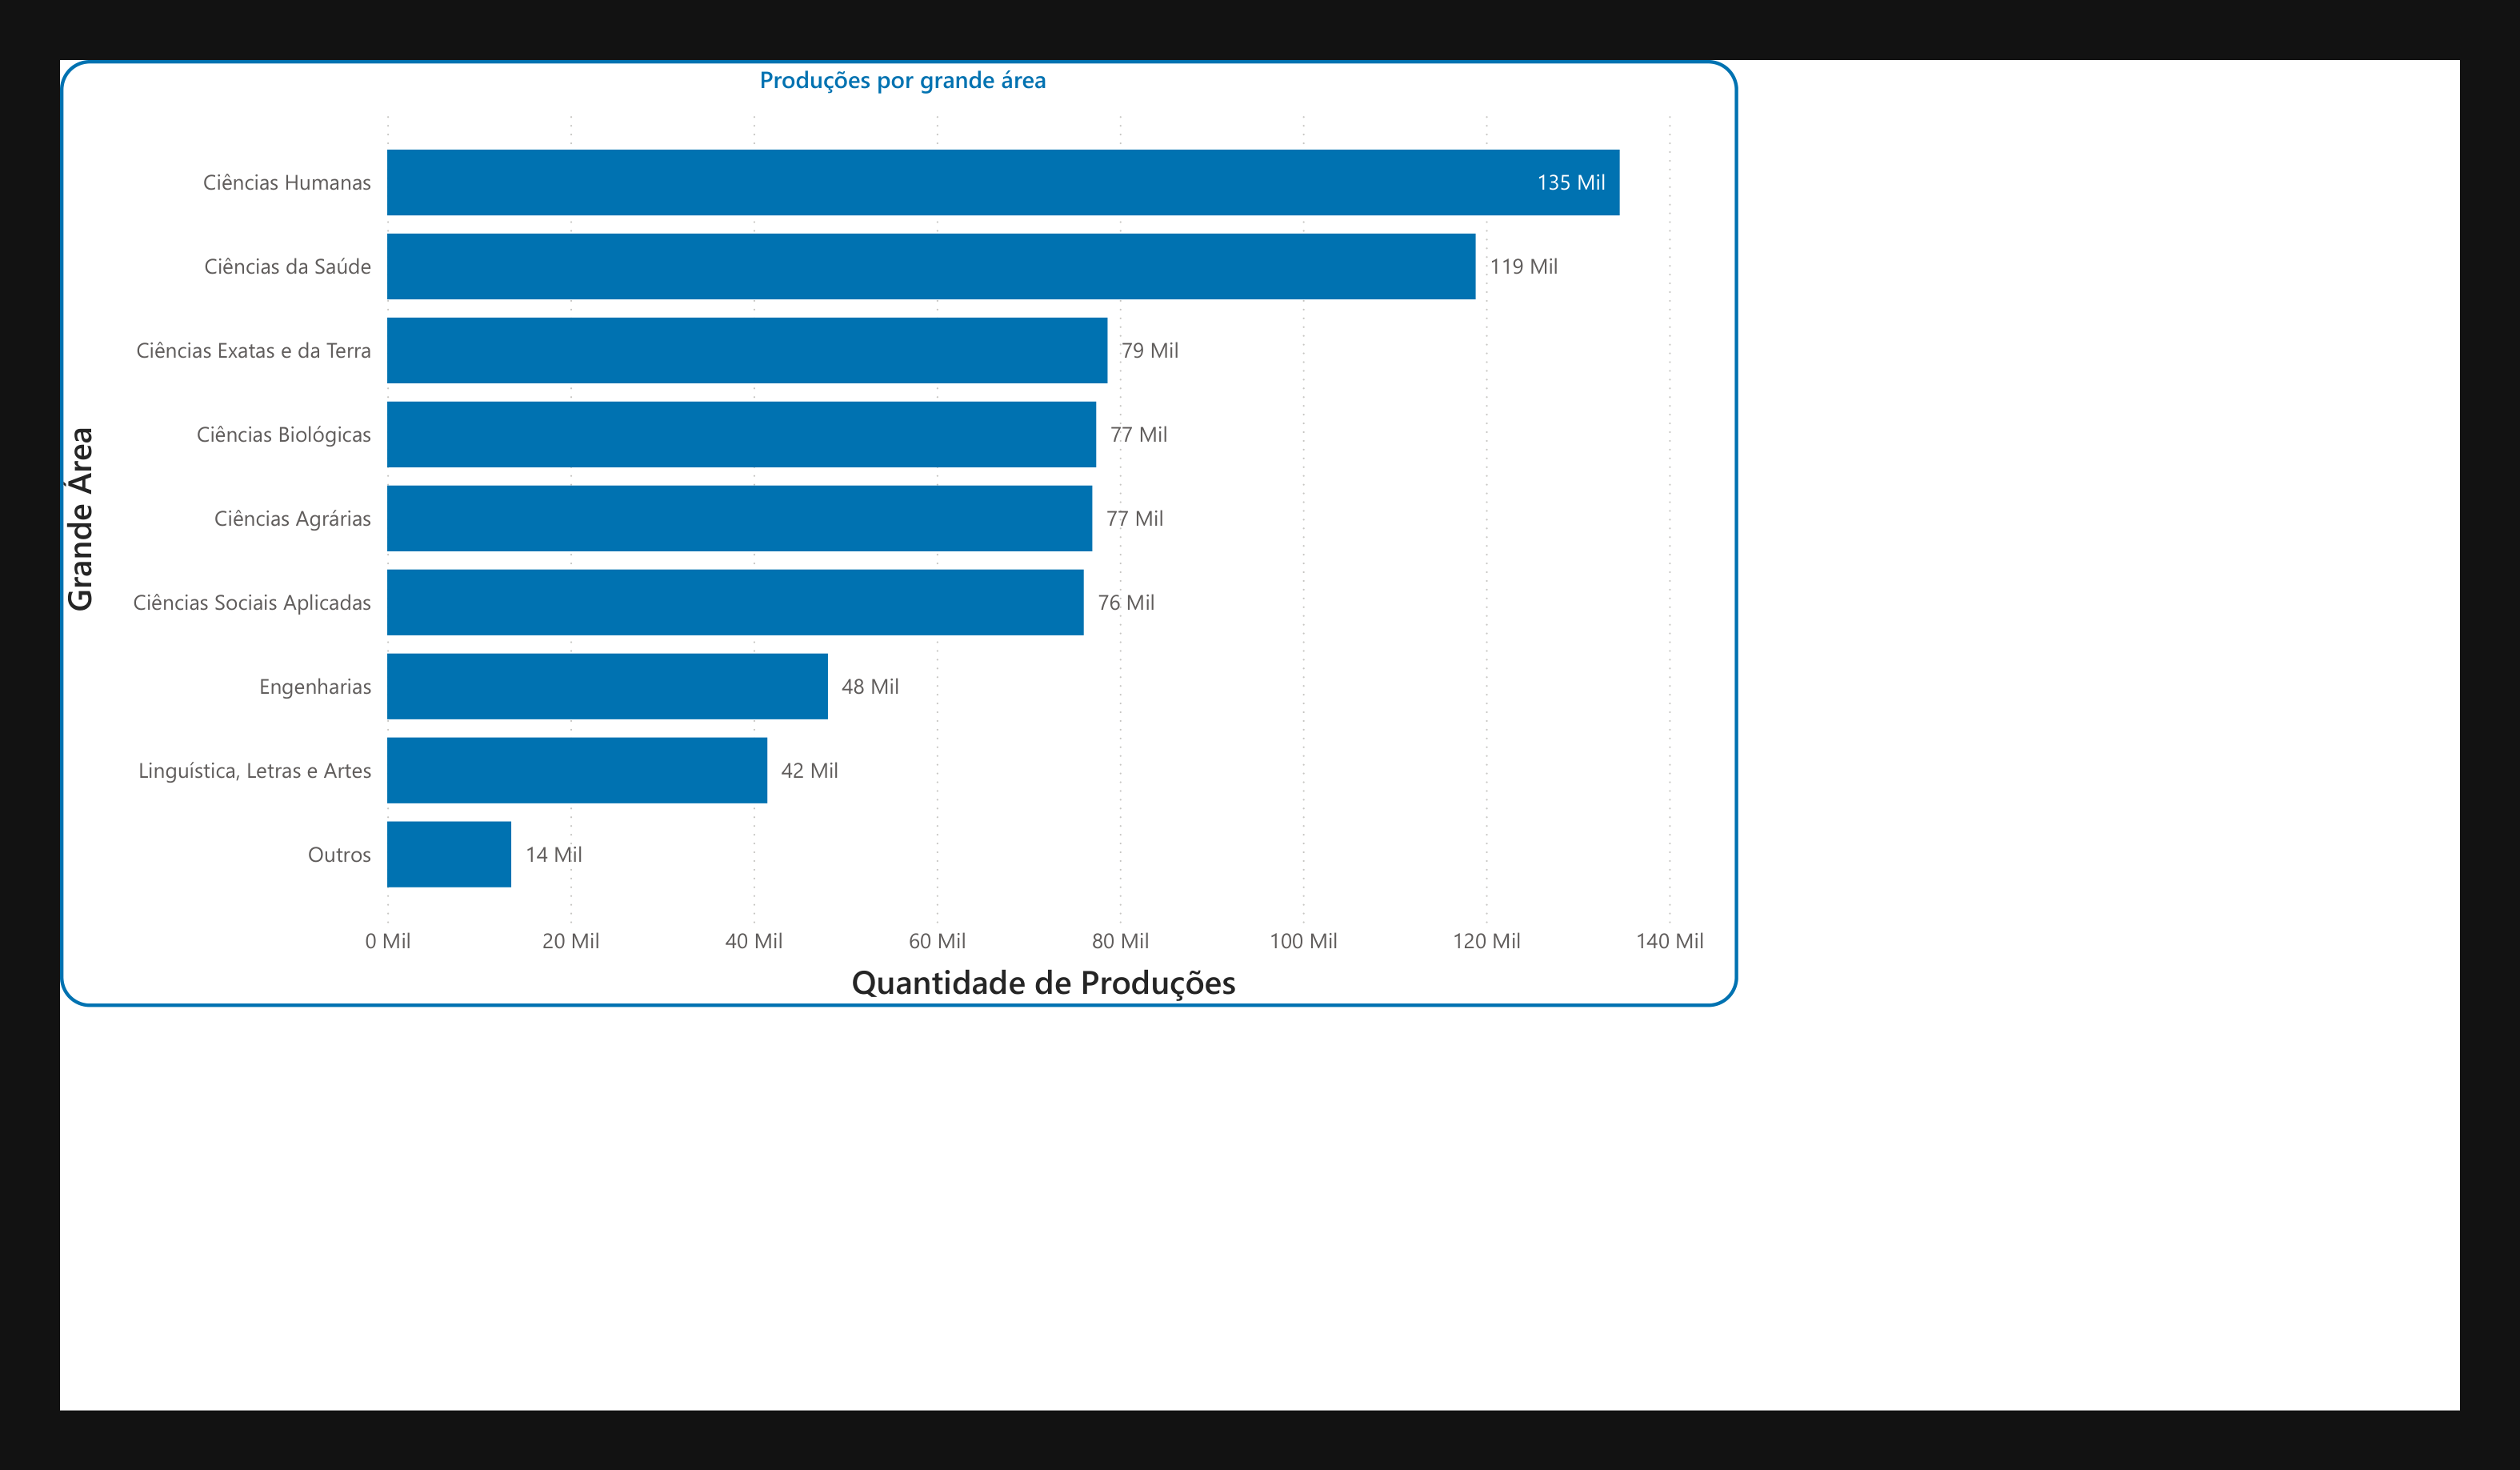 Produções por grande área
Grande Área
Ciências Humanas
135 Mil
Ciências da Saúde
119 Mil
Ciências Exatas e da Terra
79 Mil
Ciências Biológicas
77 Mil
Ciências Agrárias
77 Mil
Ciências Sociais Aplicadas
76 Mil
Engenharias
48 Mil
Linguística, Letras e Artes
42 Mil
Outros
14 Mil
0 Mil 20 Mil 40 Mil 60 Mil 80 Mil 100 Mil 120 Mil 140 Mil
Quantidade de Produções